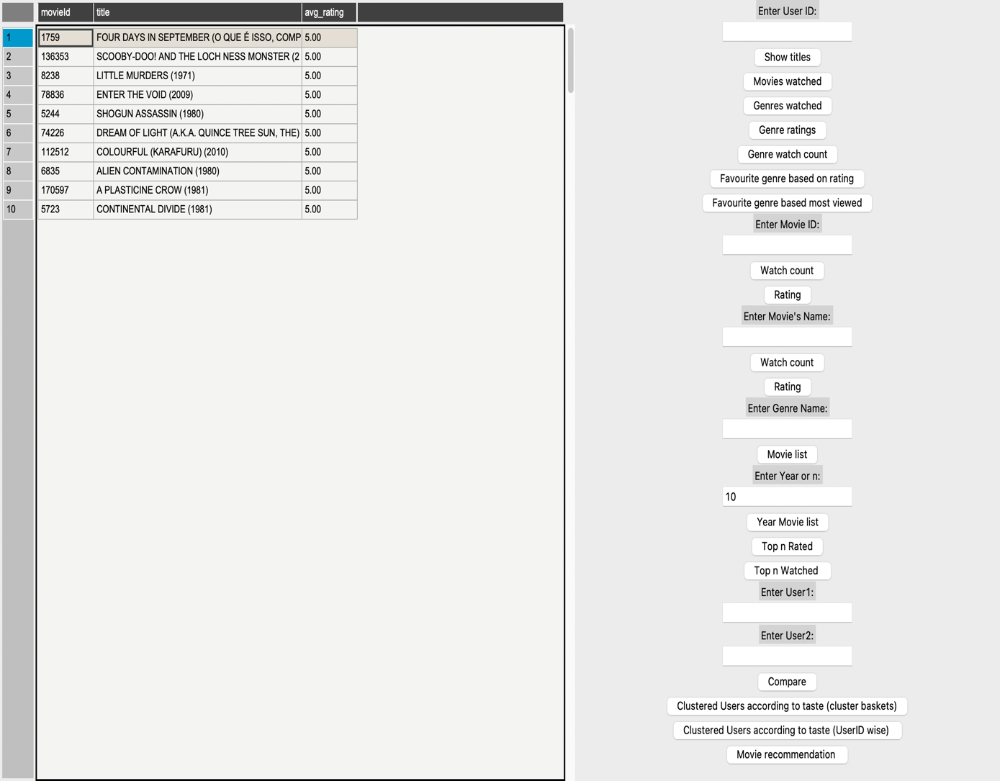 movieId title avg_rating
1 1759 FOUR DAYS IN SEPTEMBER (O QUE É ISSO, COMP 5.00
2 136353 SCOOBY-DOO! AND THE LOCH NESS MONSTER (2 5.00
3 8238 LITTLE MURDERS (1971) 5.00
4 78836 ENTER THE VOID (2009) 5.00
5 5244 SHOGUN ASSASSIN (1980) 5.00
6 74226 DREAM OF LIGHT (A.K.A. QUINCE TREE SUN, THE) 5.00
7 112512 COLOURFUL (KARAFURU) (2010) 5.00
8 6835 ALIEN CONTAMINATION (1980) 5.00
9 170597 A PLASTICINE CROW (1981) 5.00
10 5723 CONTINENTAL DIVIDE (1981) 5.00
Enter User ID:
Show titles
Movies watched
Genres watched
Genre ratings
Genre watch count
Favourite genre based on rating
Favourite genre based most viewed
Enter Movie ID:
Watch count
Rating
Enter Movie's Name:
Watch count
Rating
Enter Genre Name:
Movie list
Enter Year or n:
10
Year Movie list
Top n Rated
Top n Watched
Enter User1:
Enter User2:
Compare
Clustered Users according to taste (cluster baskets)
Clustered Users according to taste (UserID wise)
Movie recommendation